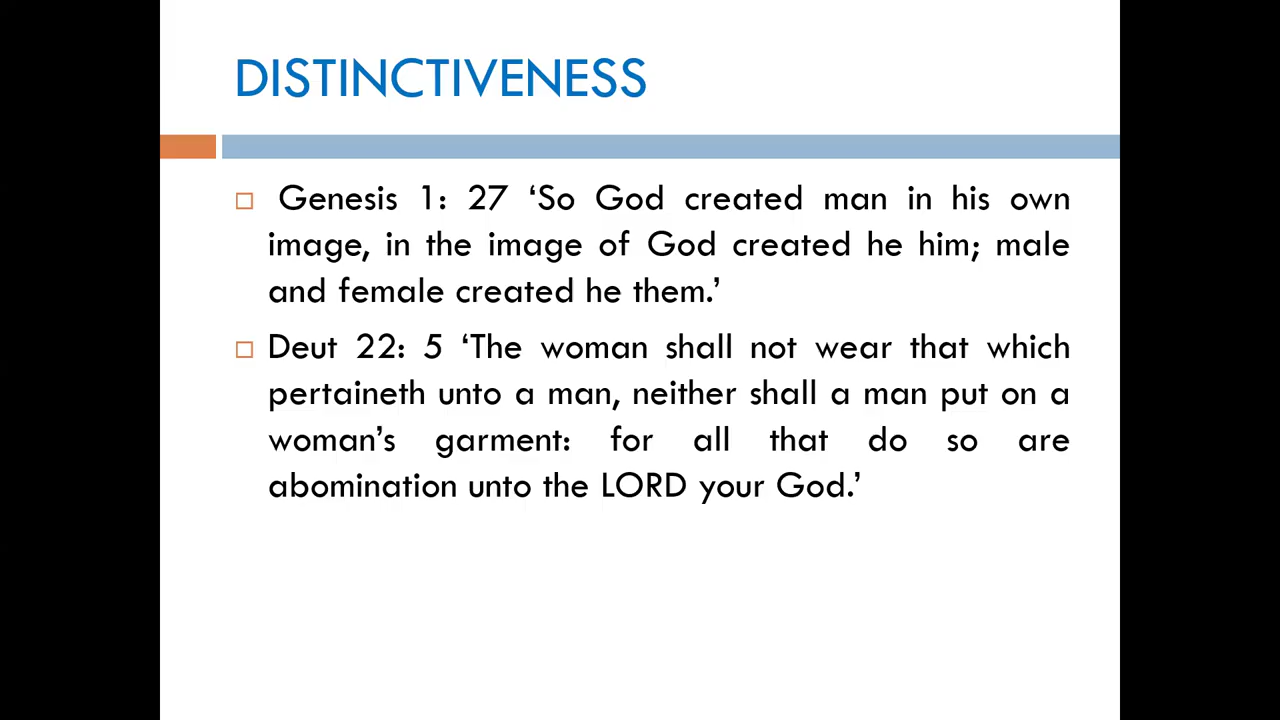 DISTINCTIVENESS
Genesis 1: 27 ‘So God created man in his own
image, in the image of God created he him; male
and female created he them.’
Deut 22: 5 ‘The woman shall not wear that which
pertaineth unto a man, neither shall a man put on a
woman’s garment: for all that do so are
abomination unto the LORD your God.’